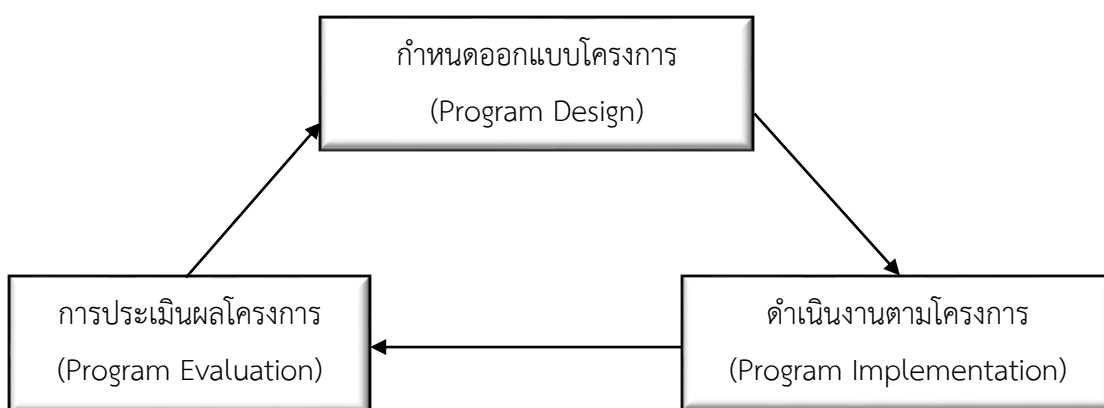 กำหนดออกแบบโครงการ
(Program Design)
การประเมินผลโครงการ
(Program Evaluation)
ดำเนินงานตามโครงการ
(Program Implementation)